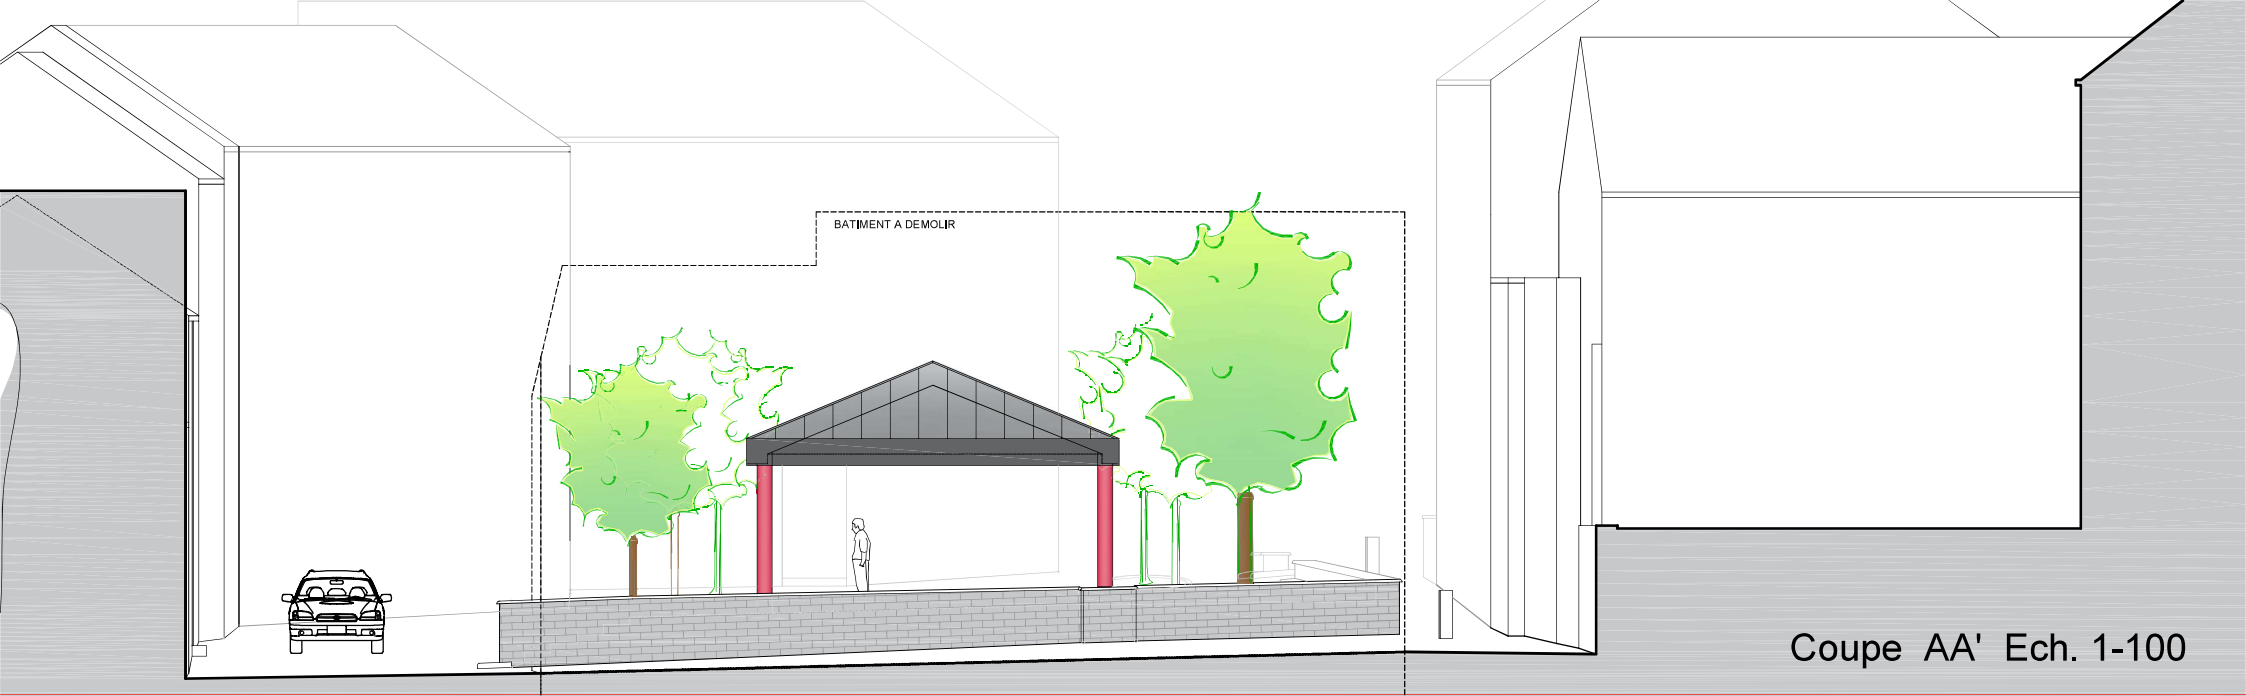 BATIMENT A DEMOLIR
Coupe AA' Ech. 1-100